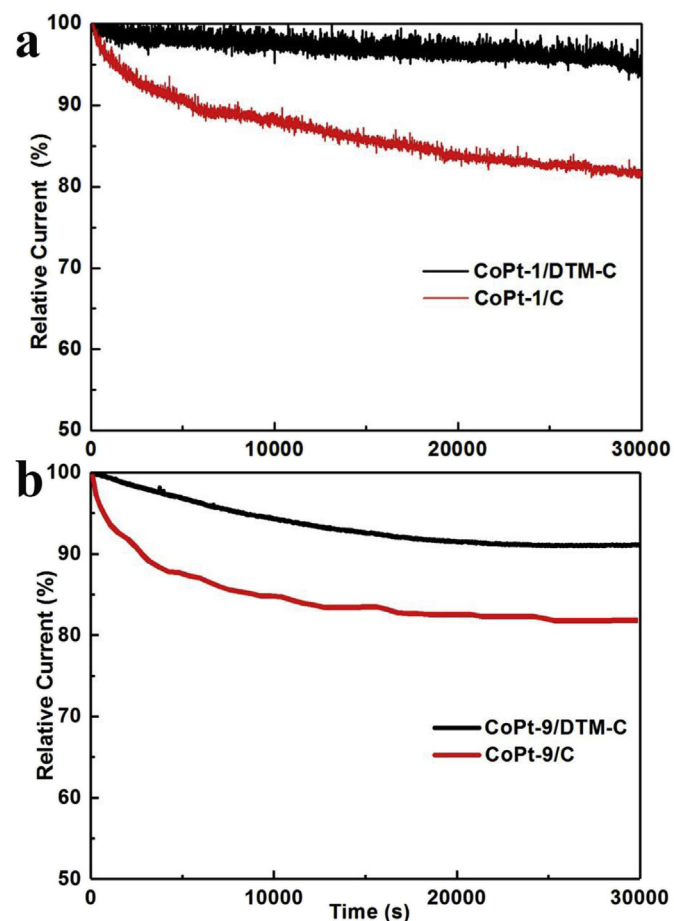 a
100
90
80
70
60
50
Relative Current (%)
CoPt-1/DTM-C
CoPt-1/C
0
10000
20000
30000
b
100
90
80
70
60
50
Relative Current (%)
CoPt-9/DTM-C
CoPt-9/C
0
10000
20000
30000
Time (s)